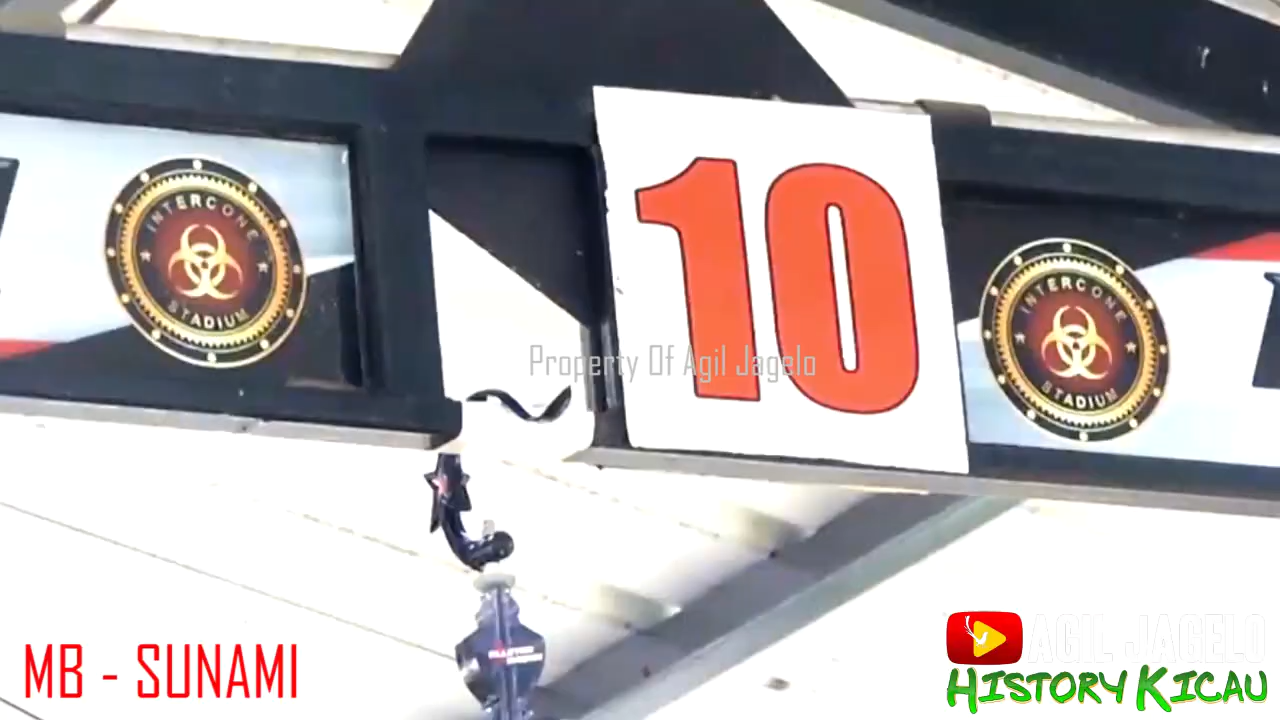 10
INTERCONE
STADIUM
INTERCONE
STADIUM
Property Of Agil Jagelo
MB - SUNAMI
AGIL JAGELO
HISTORY KICAU